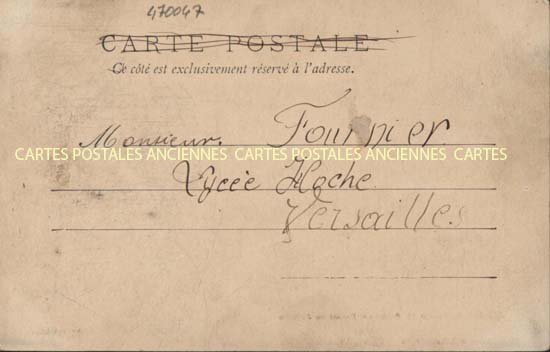 470047
CARTE POSTALE
Ce côté est exclusivement réservé à l'adresse.
Monsieur. Fournier
CARTES POSTALES ANCIENNES CARTES POSTALES ANCIENNES CARTES
Lycée Hoche
Versailles